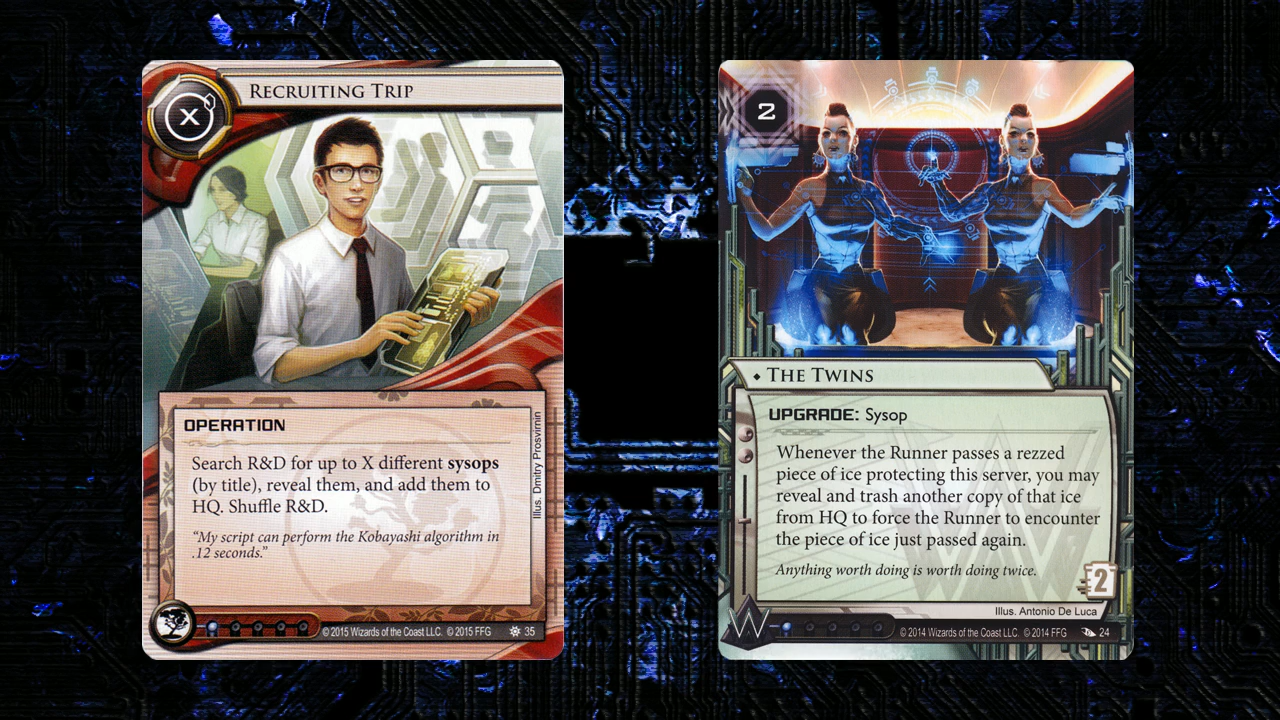 X
RECRUITING TRIP
OPERATION
Search R&D for up to X different sysops
(by title), reveal them, and add them to
HQ. Shuffle R&D.
“My script can perform the Kobayashi algorithm in
.12 seconds.”
Illus. Dmitry Prosvirnin
© 2015 Wizards of the Coast LLC. © 2015 FFG
35
2
THE TWINS
UPGRADE: Sysop
Whenever the Runner passes a rezzed
piece of ice protecting this server, you may
reveal and trash another copy of that ice
from HQ to force the Runner to encounter
the piece of ice just passed again.
Anything worth doing is worth doing twice.
2
Illus. Antonio De Luca
© 2014 Wizards of the Coast LLC. © 2014 FFG
24